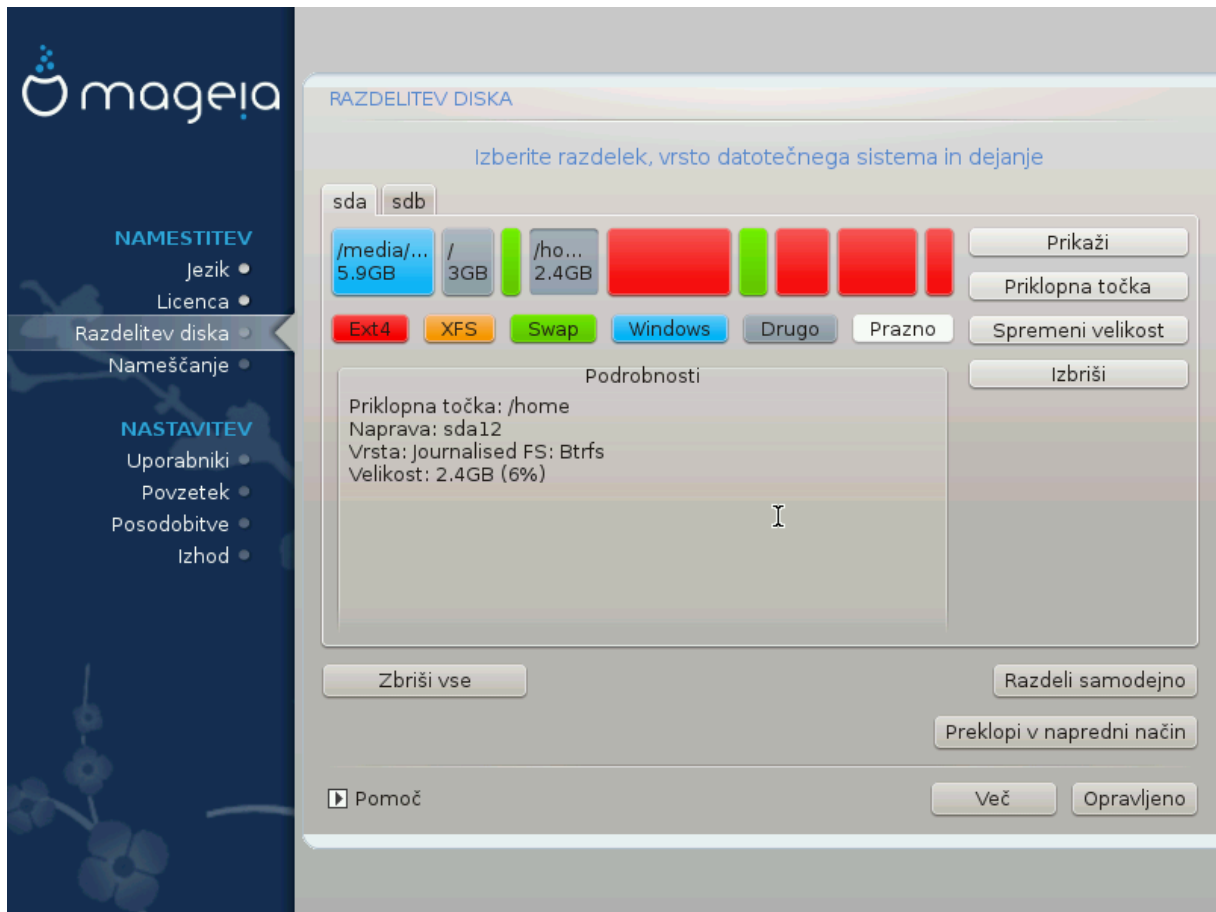 mageia
NAMESTITEV
Jezik
Licenca
Razdelitev diska
Nameščanje
NASTAVITEV
Uporabniki
Povzetek
Posodobitve
Izhod
RAZDELITEV DISKA
Izberite razdelek, vrsto datotečnega sistema in dejanje
sda sdb
/media/... / /ho...
5.9GB 3GB 2.4GB
Ext4 XFS Swap Windows Drugo Prazno
Prikaži
Priklopna točka
Spremeni velikost
Izbriši
Podrobnosti
Priklopna točka: /home
Naprava: sda12
Vrsta: Journalised FS: Btrfs
Velikost: 2.4GB (6%)
Zbriši vse Razdeli samodejno
Preklopi v napredni način
Pomoč Več Opravljeno